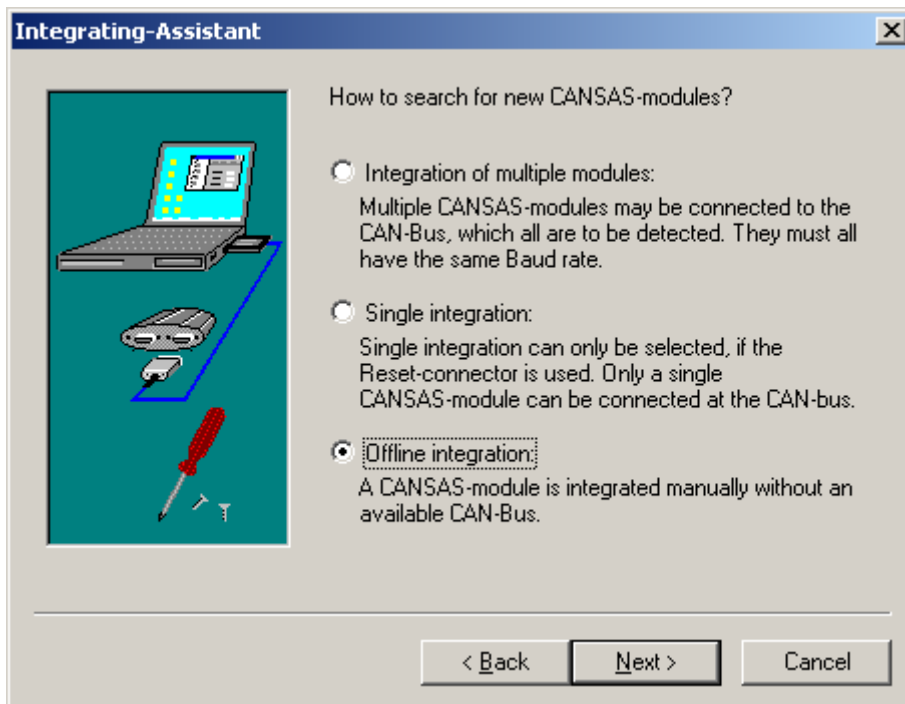 Integrating-Assistant
How to search for new CANSAS-modules?
Integration of multiple modules:
Multiple CANSAS-modules may be connected to the
CAN-Bus, which all are to be detected. They must all
have the same Baud rate.
Single integration:
Single integration can only be selected, if the
Reset-connector is used. Only a single
CANSAS-module can be connected at the CAN-bus.
Offline integration:
A CANSAS-module is integrated manually without an
available CAN-Bus.
< Back Next > Cancel